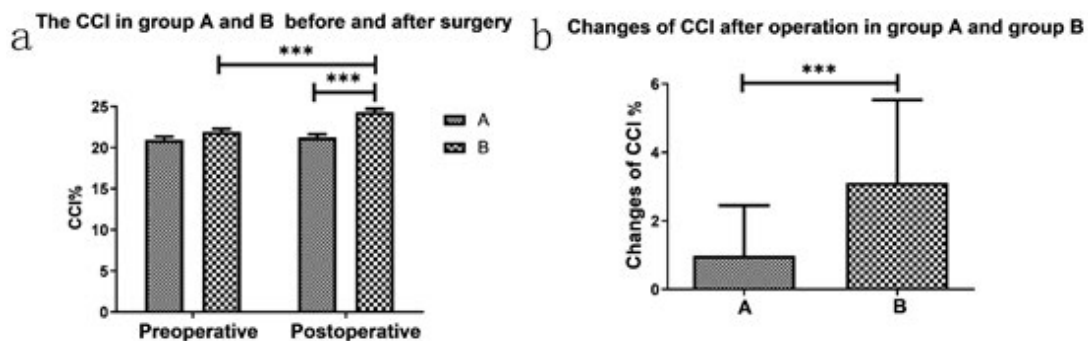 a
The CCI in group A and B before and after surgery
***
***
25
20
15
10
5
0
CCI%
A
B
Preoperative
Postoperative
b
Changes of CCI after operation in group A and group B
***
6
4
2
0
Changes of CCI %
A
B